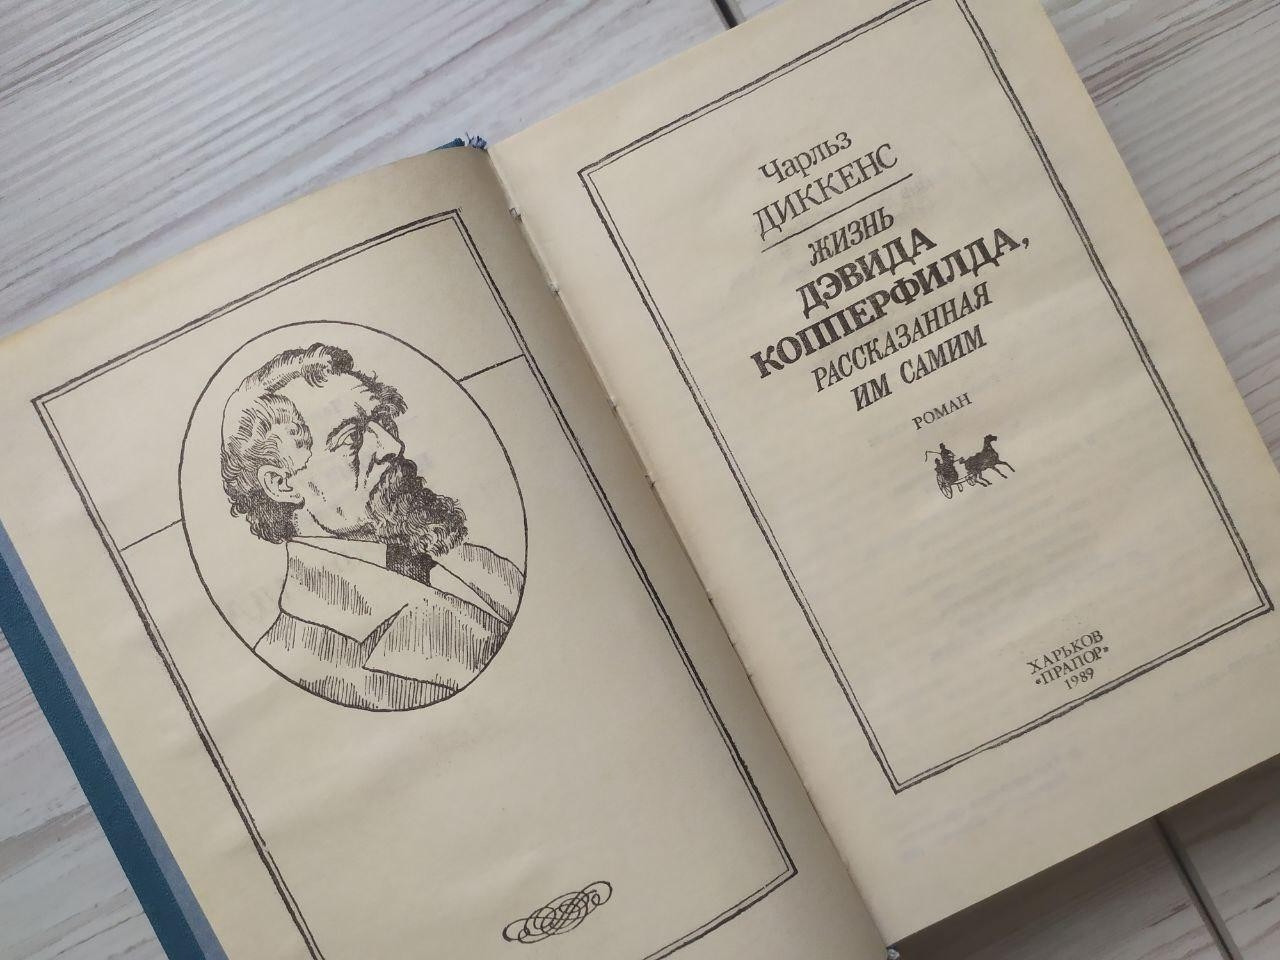 Чарльз
ДИККЕНС
ЖИЗНЬ
ДЭВИДА
КОППЕРФИЛДА,
РАССКАЗАННАЯ
ИМ САМИМ
РОМАН
ХАРЬКОВ
«ПРАПОР»
1989